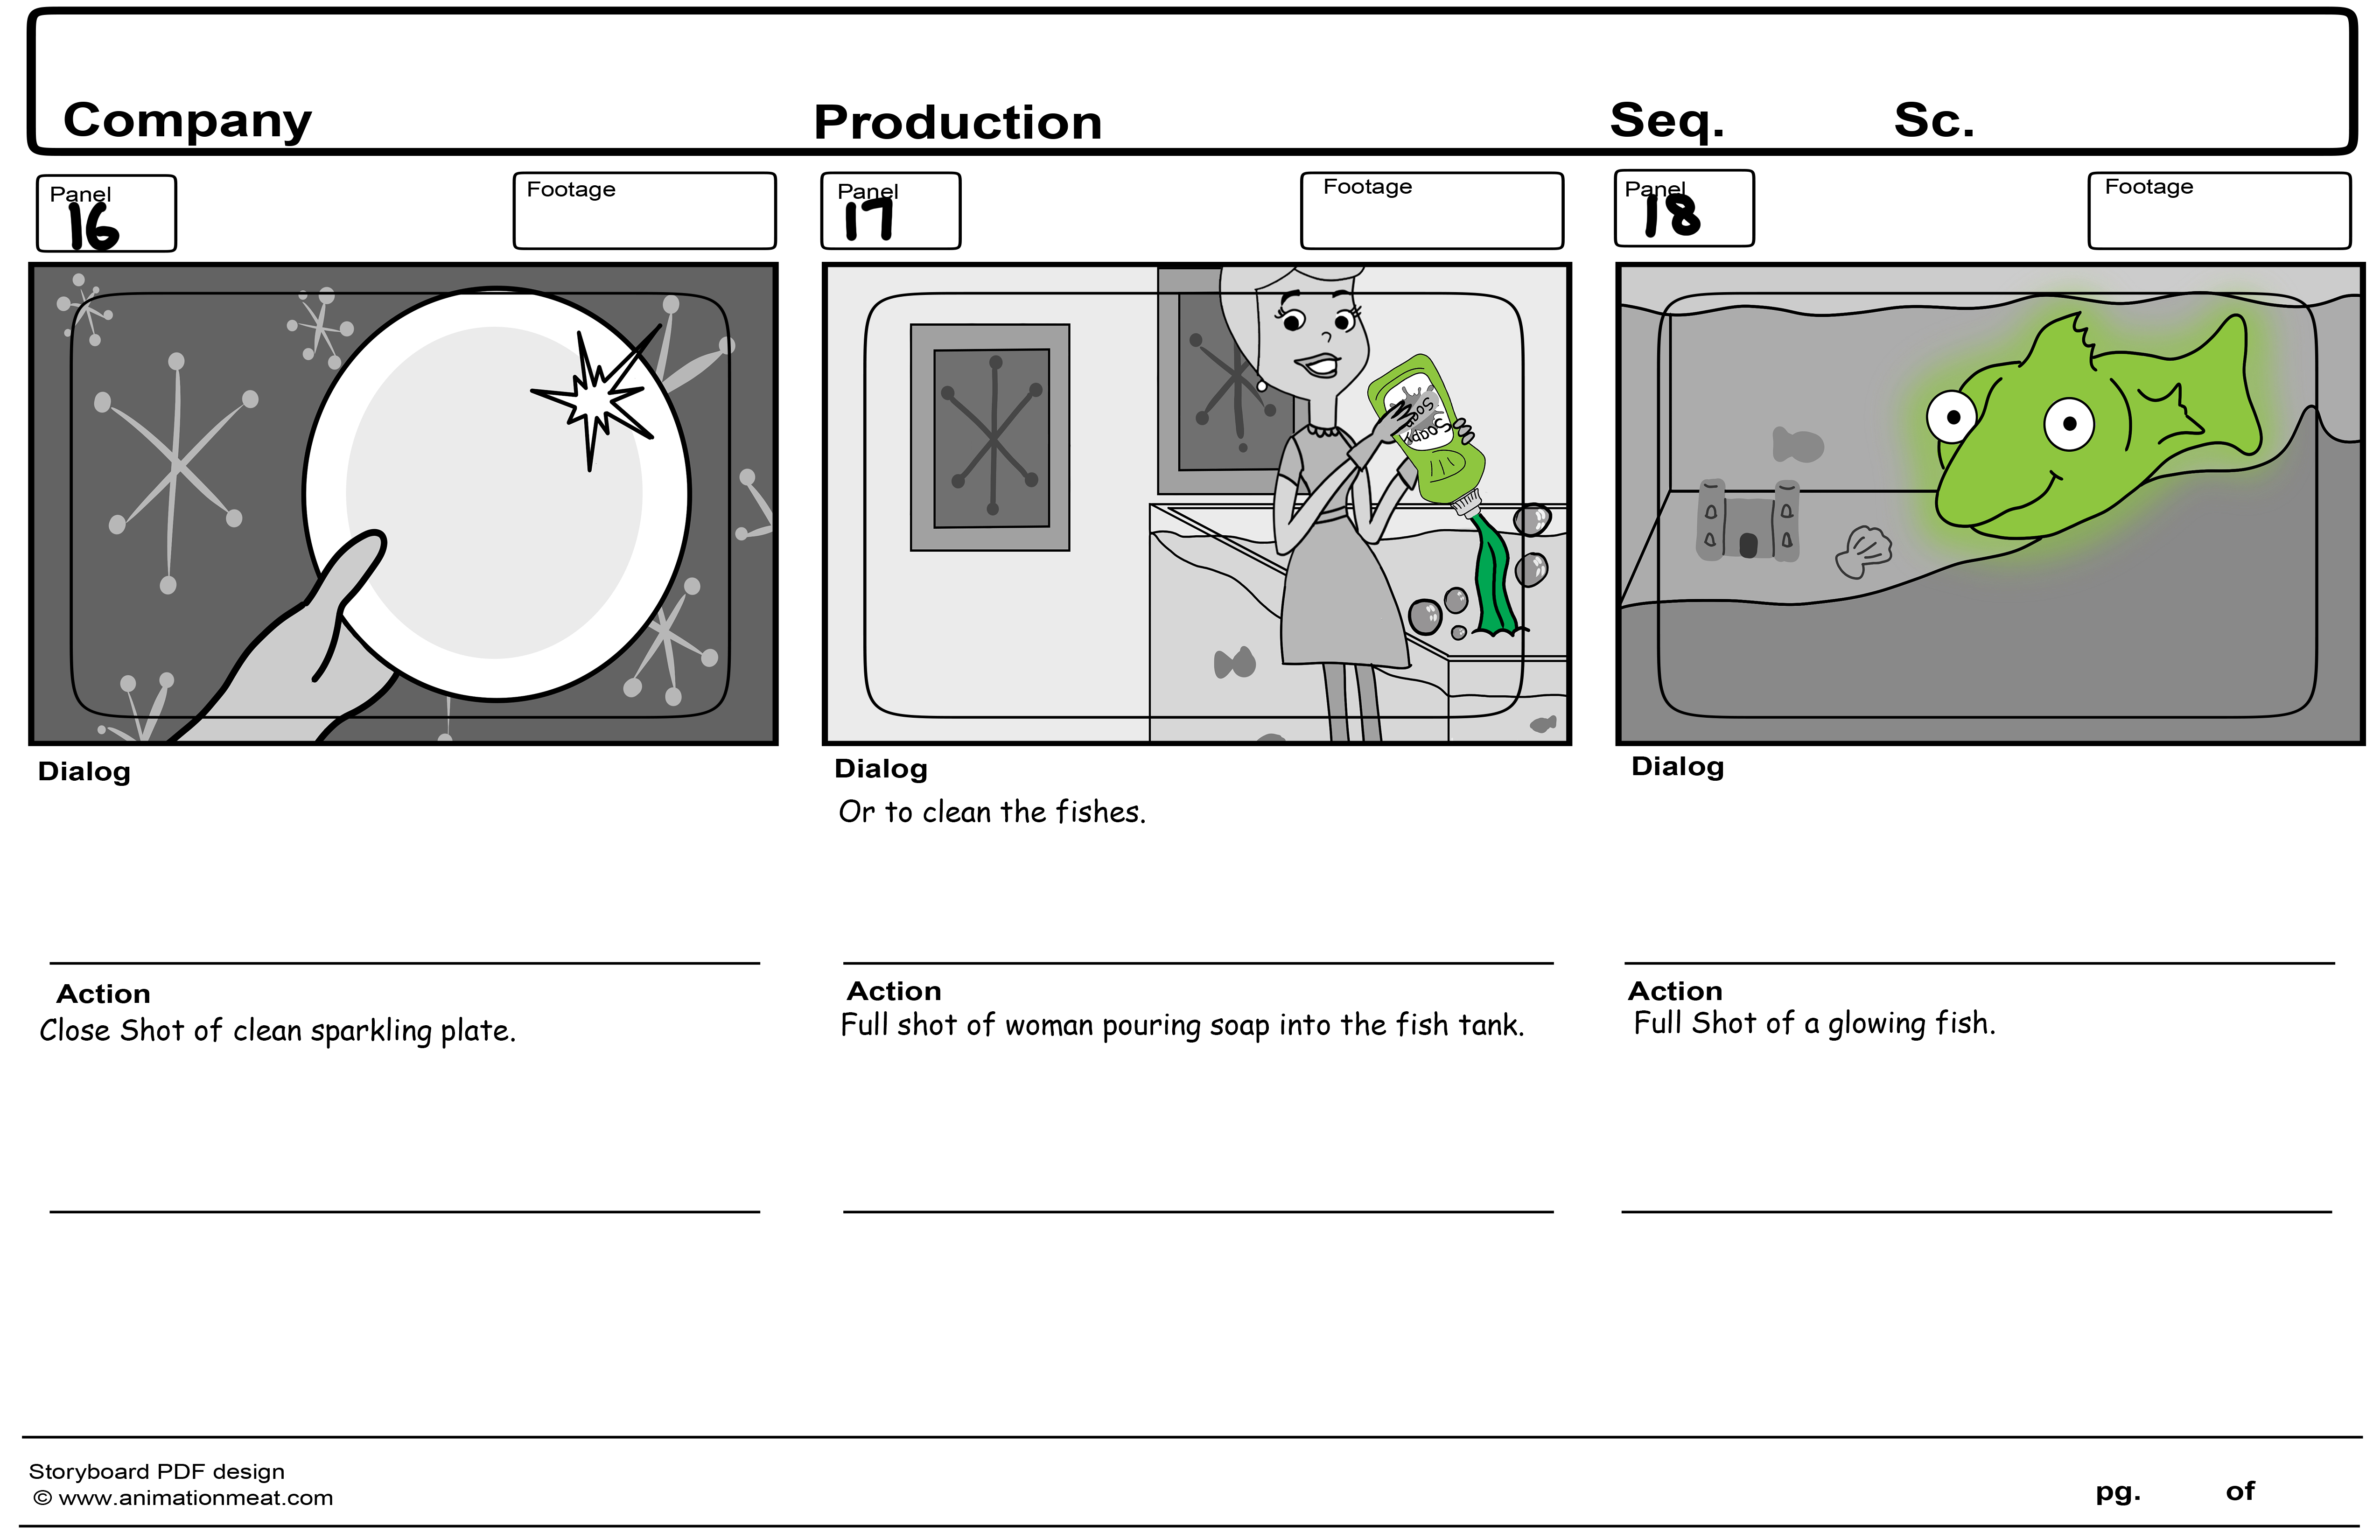 Company Production Seq. Sc.
Panel 16 Footage
Panel 17 Footage
Panel 18 Footage
Soapy Soap
Dialog
Dialog
Or to clean the fishes.
Dialog
Action
Close Shot of clean sparkling plate.
Action
Full shot of woman pouring soap into the fish tank.
Action
Full Shot of a glowing fish.
Storyboard PDF design
© www.animationmeat.com
pg. of